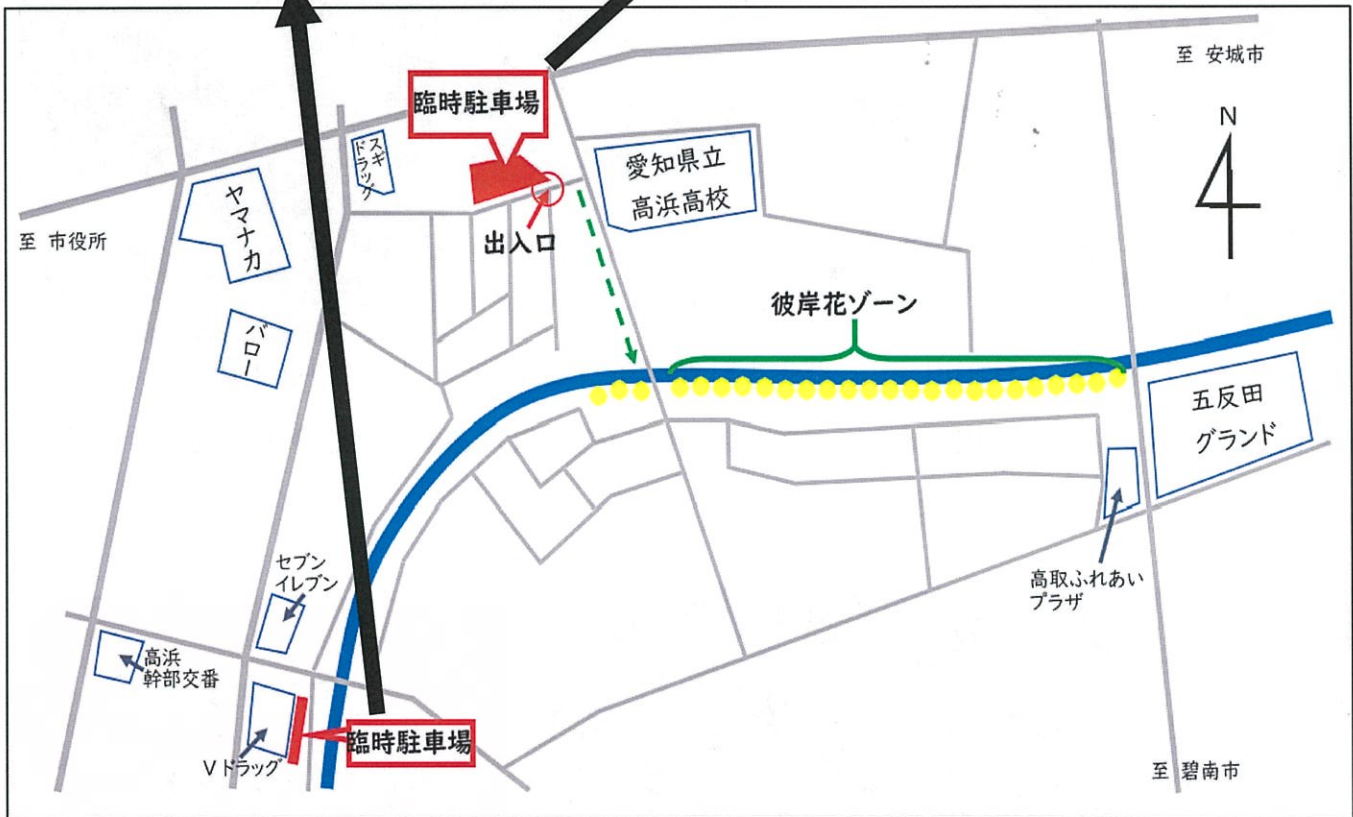 至 安城市
N
臨時駐車場
スギ
ドラッグ
愛知県立
高浜高校
ヤマナカ
至 市役所
出入口
彼岸花ゾーン
バロー
五反田
グランド
セブン
イレブン
高取ふれあい
プラザ
高浜
幹部交番
臨時駐車場
Vドラッグ
至 碧南市